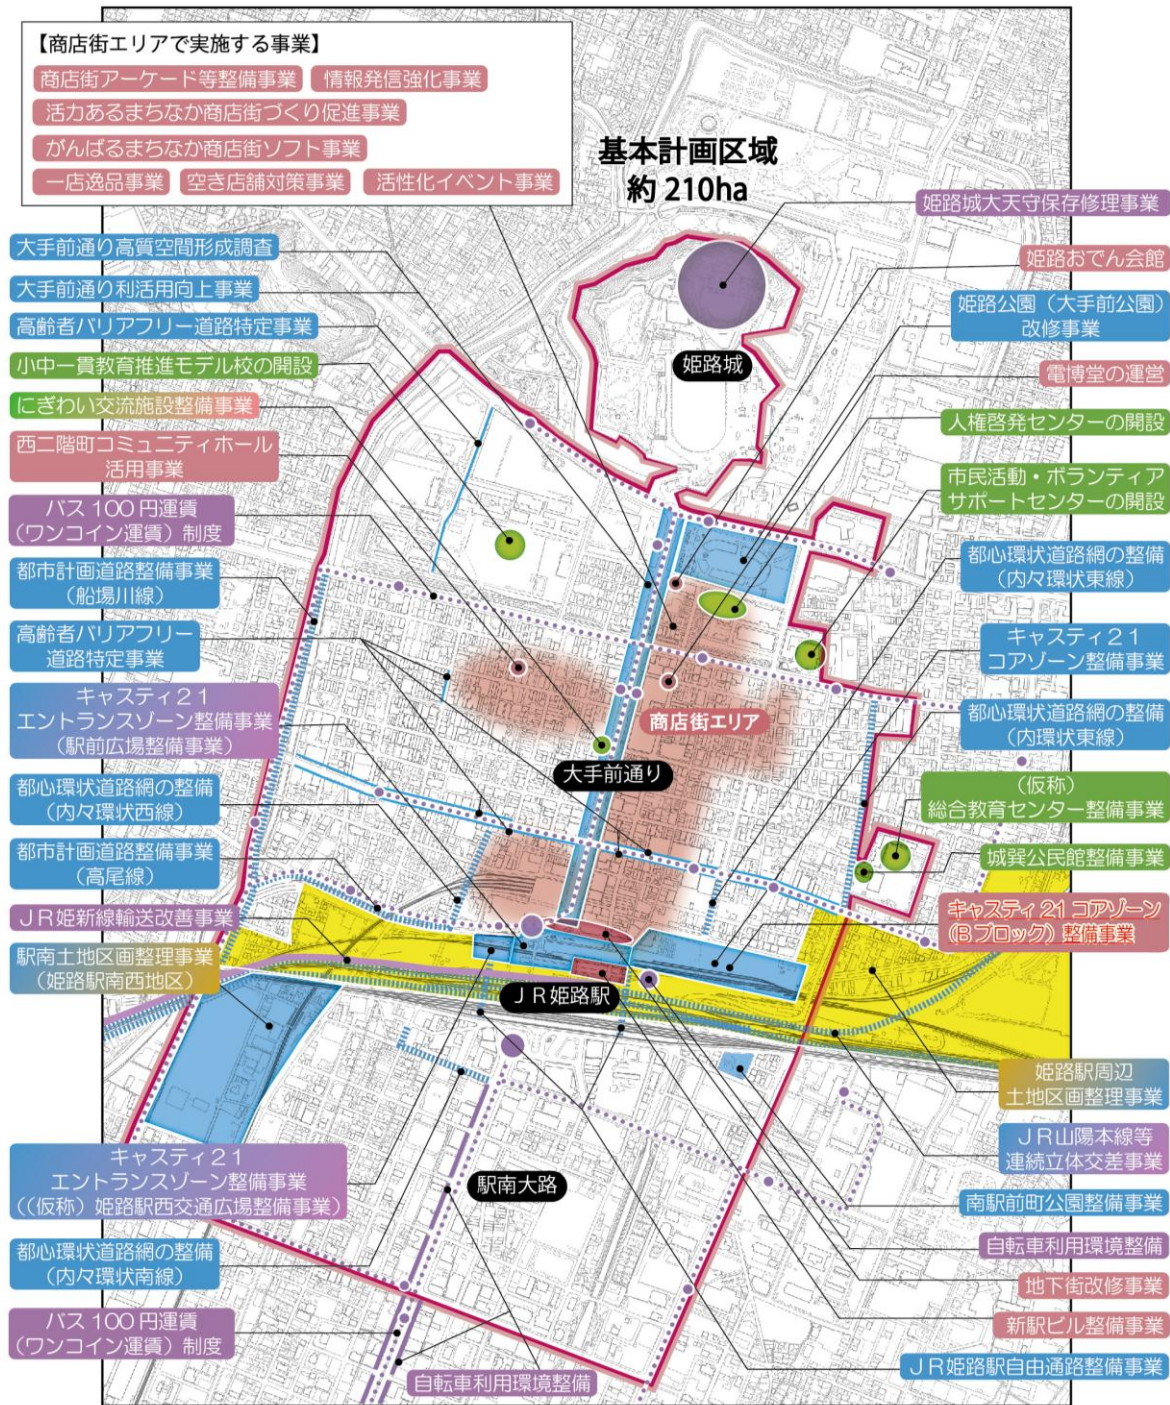 【商店街エリアで実施する事業】
商店街アーケード等整備事業
情報発信強化事業
活力あるまちなか商店街づくり促進事業
がんばるまちなか商店街ソフト事業
一店逸品事業
空き店舗対策事業
活性化イベント事業
基本計画区域
約210ha
大手前通り高質空間形成調査
大手前通り利活用向上事業
高齢者バリアフリー道路特定事業
小中一貫教育推進モデル校の開設
にぎわい交流施設整備事業
西二階町コミュニティホール
活用事業
バス100円運賃
(ワンコイン運賃)制度
都市計画道路整備事業
(船場川線)
高齢者バリアフリー
道路特定事業
キャスティ21
エントランスゾーン整備事業
(駅前広場整備事業)
都心環状道路網の整備
(内々環状西線)
都市計画道路整備事業
(高尾線)
JR姫新線輸送改善事業
駅南土地区画整理事業
(姫路駅南西地区)
キャスティ21
エントランスゾーン整備事業
((仮称)姫路駅西交通広場整備事業)
都心環状道路網の整備
(内々環状南線)
バス100円運賃
(ワンコイン運賃)制度
姫路城
商店街エリア
大手前通り
JR姫路駅
駅南大路
自転車利用環境整備
姫路城大天守保存修理事業
姫路おでん会館
姫路公園(大手前公園)
改修事業
電博堂の運営
人権啓発センターの開設
市民活動・ボランティア
サポートセンターの開設
都心環状道路網の整備
(内々環状東線)
キャスティ21
コアゾーン整備事業
都心環状道路網の整備
(内環状東線)
(仮称)
総合教育センター整備事業
城巽公民館整備事業
キャスティ21コアゾーン
(Bブロック)整備事業
姫路駅周辺
土地区画整理事業
JR山陽本線等
連続立体交差事業
南駅前町公園整備事業
自転車利用環境整備
地下街改修事業
新駅ビル整備事業
JR姫路駅自由通路整備事業